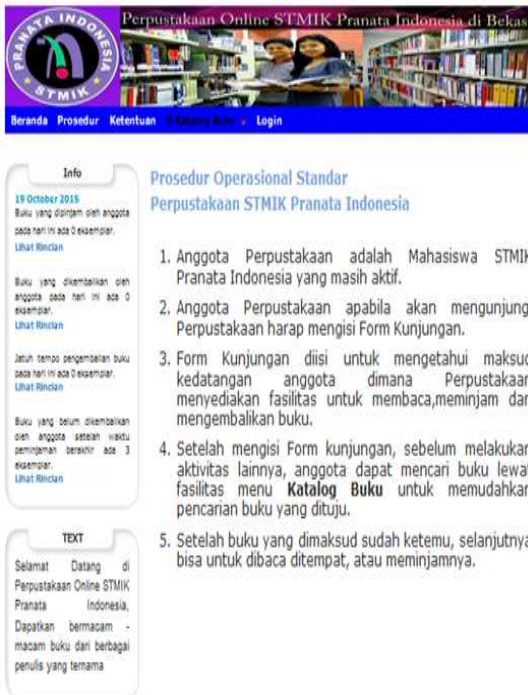 PRANATA INDONESIA
STMIK
Perpustakaan Online STMIK Pranata Indonesia di Bekas
Beranda Prosedur Ketentuan E Katalog Buku Login
Info
19 October 2015
Buku yang dipinjam oleh anggota
pada hari ini ada 0 eksemplar.
Lihat Rincian
Buku yang dikembalikan oleh
anggota pada hari ini ada 0
eksemplar.
Lihat Rincian
Jatuh tempo pengembalian buku
pada hari ini ada 0 eksemplar.
Lihat Rincian
Buku yang belum dikembalikan
oleh anggota setelah waktu
peminjaman berakhir ada 3
eksemplar.
Lihat Rincian
TEXT
Selamat Datang di
Perpustakaan Online STMIK
Pranata Indonesia,
Dapatkan bermacam -
macam buku dari berbagai
penulis yang ternama
Prosedur Operasional Standar
Perpustakaan STMIK Pranata Indonesia
1. Anggota Perpustakaan adalah Mahasiswa STMIK
Pranata Indonesia yang masih aktif.
2. Anggota Perpustakaan apabila akan mengunjung
Perpustakaan harap mengisi Form Kunjungan.
3. Form Kunjungan diisi untuk mengetahui maksud
kedatangan anggota dimana Perpustakaan
menyediakan fasilitas untuk membaca,meminjam dan
mengembalikan buku.
4. Setelah mengisi Form kunjungan, sebelum melakukan
aktivitas lainnya, anggota dapat mencari buku lewat
fasilitas menu Katalog Buku untuk memudahkan
pencarian buku yang dituju.
5. Setelah buku yang dimaksud sudah ketemu, selanjutnya
bisa untuk dibaca ditempat, atau meminjamnya.